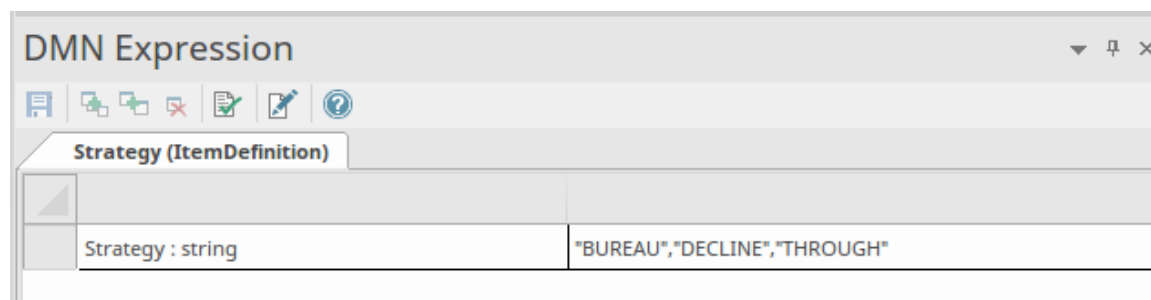 DMN Expression
Strategy (ItemDefinition)
Strategy : string "BUREAU","DECLINE","THROUGH"